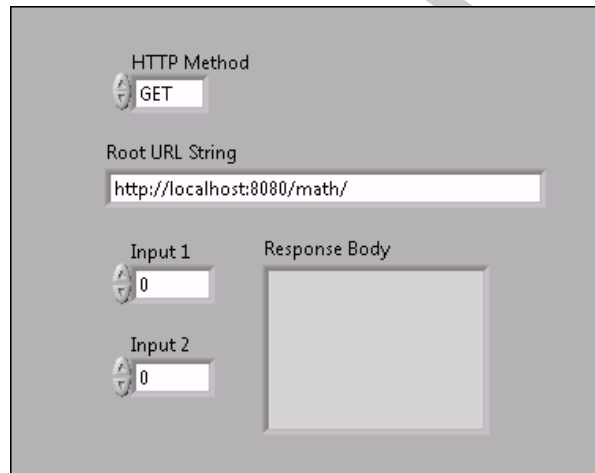 HTTP Method
GET
Root URL String
http://localhost:8080/math/
Input 1
0
Response Body
Input 2
0